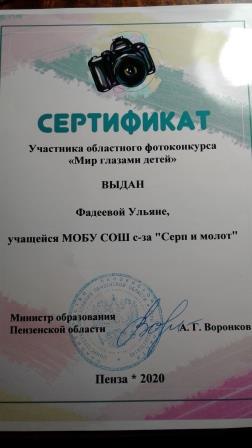 СЕРТИФИКАТ
Участника областного фотоконкурса
«Мир глазами детей»
ВЫДАН
Фадеевой Ульяне,
учащейся МОБУ СОШ с-за "Серп и молот"
Министр образования
Пензенской области
А. Г. Воронков
Пенза * 2020